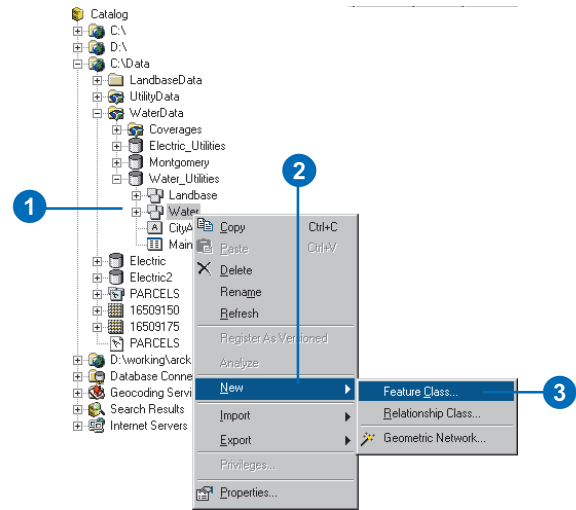 Catalog
C:\
D:\
C:\Data
LandbaseData
UtilityData
WaterData
Coverages
Electric_Utilities
Montgomery
Water_Utilities
Landbase
Water
CityA
Main
Electric
Electric2
PARCELS
16509150
16509175
PARCELS
D:\working\arck
Database Conne
Geocoding Servi
Search Results
Internet Servers
1
2
3
Copy Ctrl+C
Paste Ctrl+V
Delete
Rename
Refresh
Register As Versioned
Analyze
New
Import
Export
Privileges...
Properties...
Feature Class...
Relationship Class...
Geometric Network...